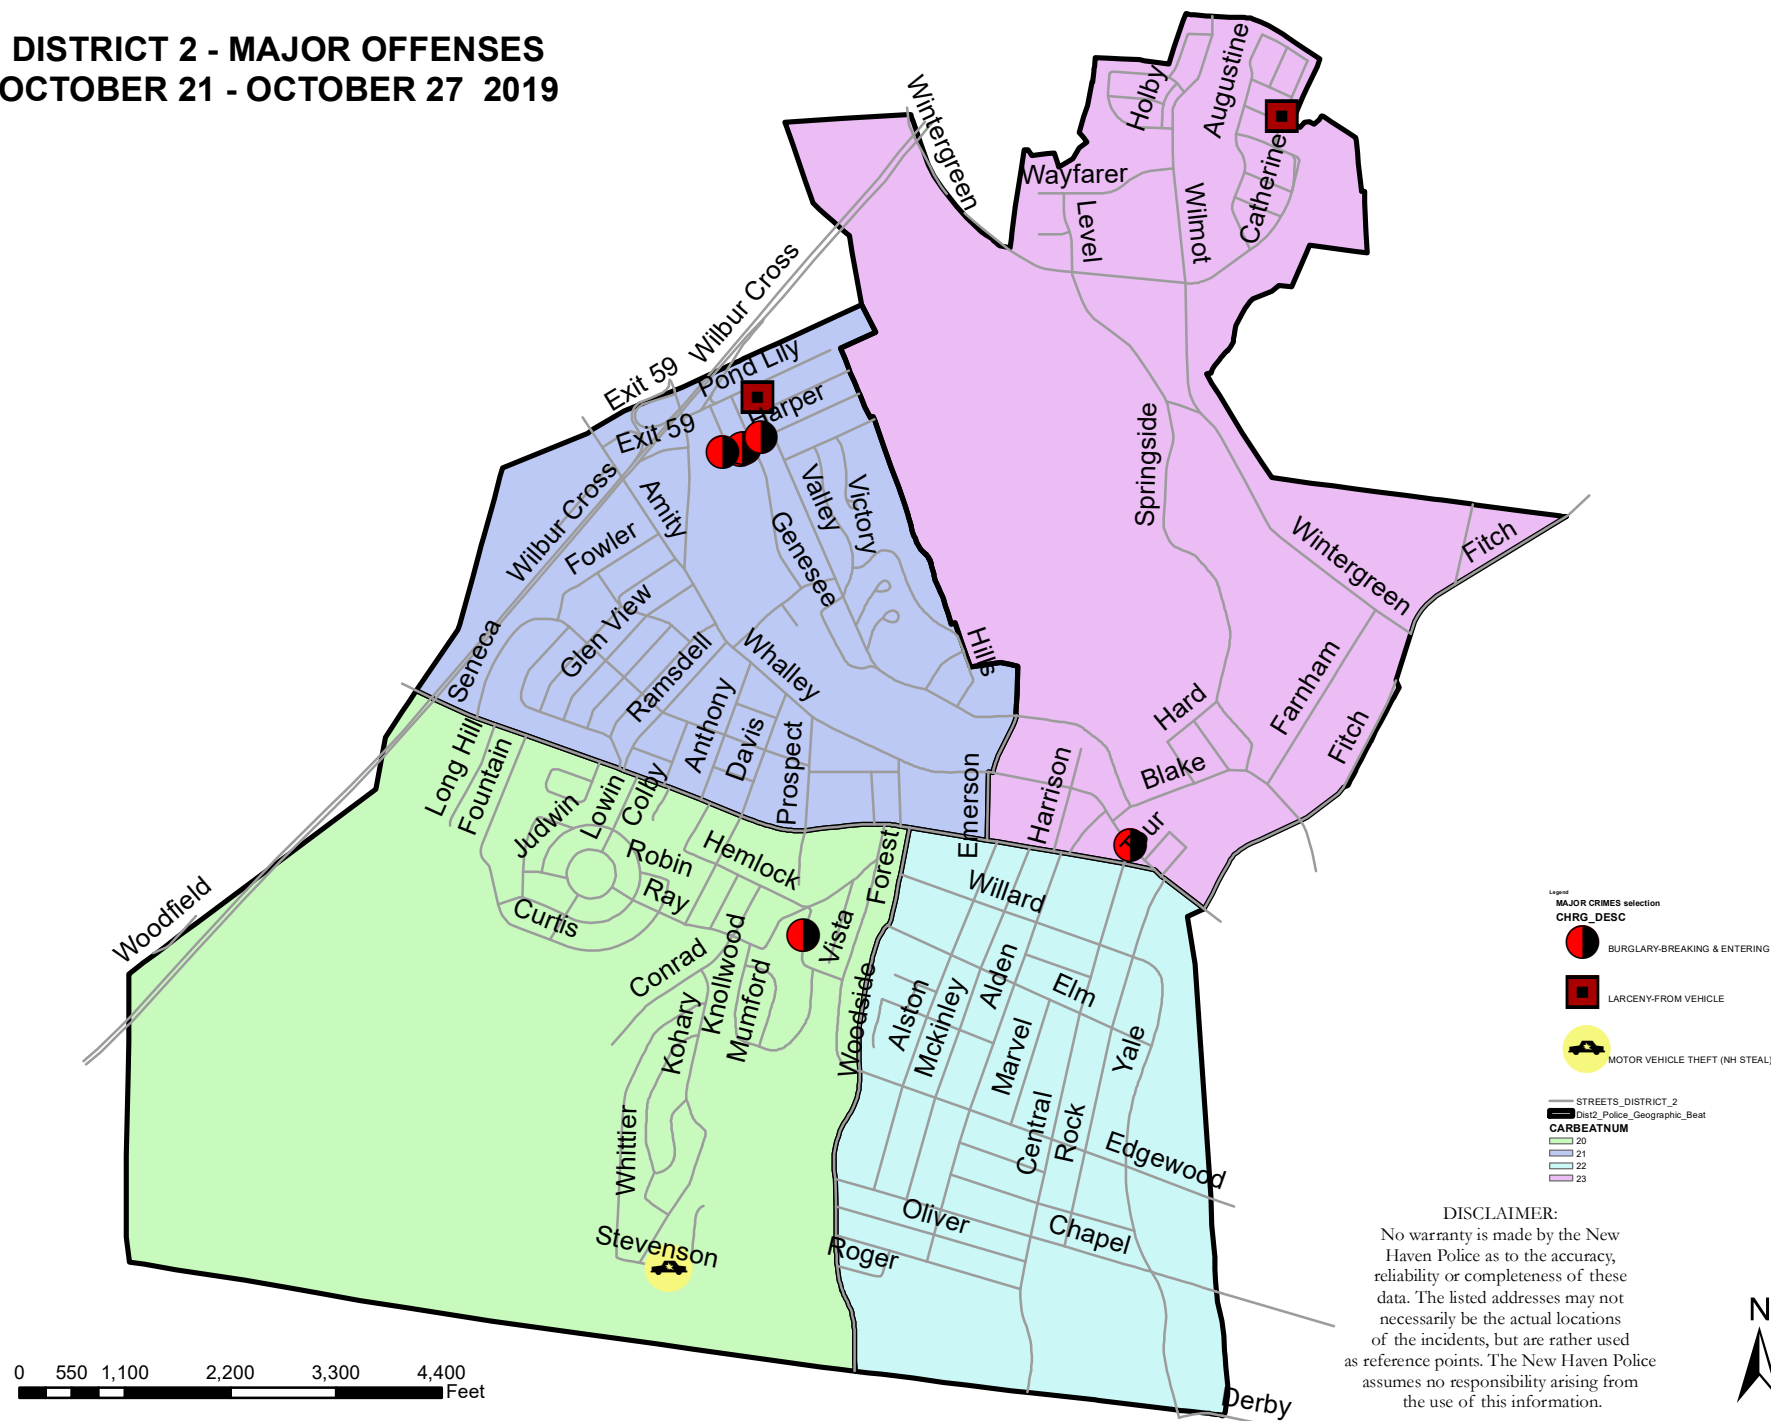 DISTRICT 2 - MAJOR OFFENSES
OCTOBER 21 - OCTOBER 27 2019
Wintergreen
Holby
Augustine
Wayfarer
Level
Wilmot
Catherine
Wilbur Cross
Exit 59
Pond Lily
Harper
Exit 59
Wilbur Cross
Amity
Fowler
Valley
Victory
Genesee
Springside
Wintergreen
Fitch
Seneca
Glen View
Ramsdell
Whalley
Hills
Anthony
Davis
Prospect
Hard
Farnham
Fitch
Blake
Long Hill
Fountain
Judwin
Lowin
Colby
Emerson
Harrison
Robin
Hemlock
Forest
Ray
Curtis
Willard
Woodfield
Conrad
Knollwood
Vista
Mumford
Kohary
Woodside
Alston
Mckinley
Alden
Elm
Marvel
Yale
Central
Rock
Edgewood
Whittier
Stevenson
Oliver
Roger
Chapel
Derby
0 550 1,100 2,200 3,300 4,400
Feet
Legend
MAJOR CRIMES selection
CHRG_DESC
BURGLARY-BREAKING & ENTERING
LARCENY-FROM VEHICLE
MOTOR VEHICLE THEFT (NH STEAL)
STREETS_DISTRICT_2
Dist2_Police_Geographic_Beat
CARBEATNUM
20
21
22
23
DISCLAIMER:
No warranty is made by the New
Haven Police as to the accuracy,
reliability or completeness of these
data. The listed addresses may not
necessarily be the actual locations
of the incidents, but are rather used
as reference points. The New Haven Police
assumes no responsibility arising from
the use of this information.
N